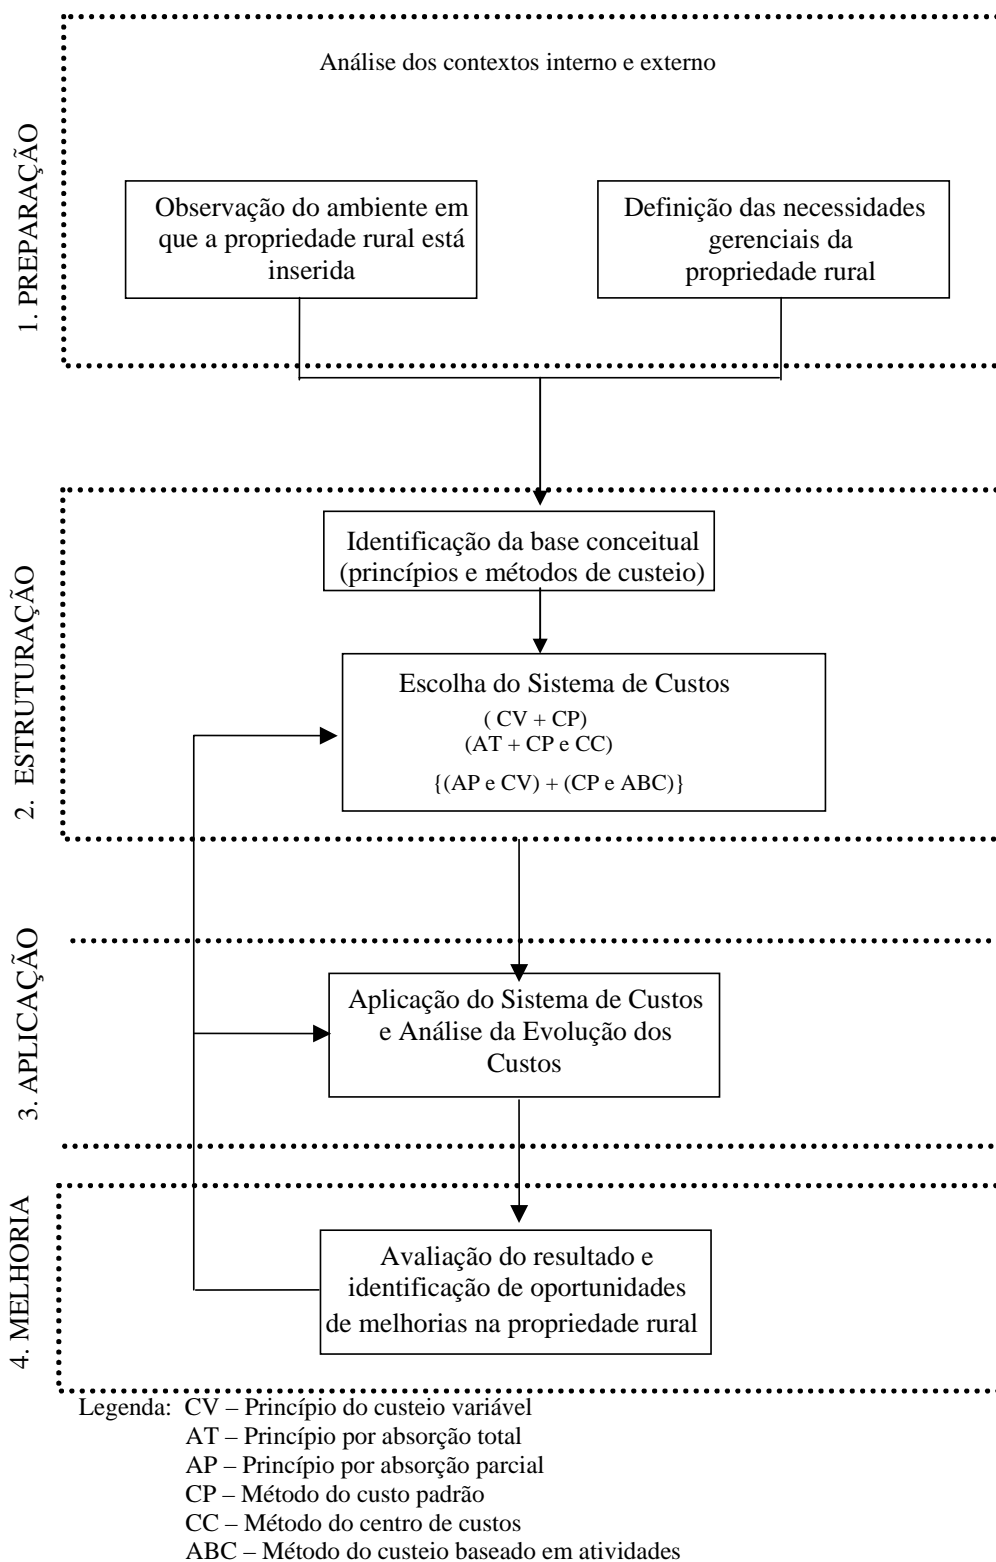 1. PREPARAÇÃO
Análise dos contextos interno e externo
Observação do ambiente em
que a propriedade rural está
inserida
Definição das necessidades
gerenciais da
propriedade rural
2. ESTRUTURAÇÃO
Identificação da base conceitual
(princípios e métodos de custeio)
Escolha do Sistema de Custos
( CV + CP)
(AT + CP e CC)
{(AP e CV) + (CP e ABC)}
3. APLICAÇÃO
Aplicação do Sistema de Custos
e Análise da Evolução dos
Custos
4. MELHORIA
Avaliação do resultado e
identificação de oportunidades
de melhorias na propriedade rural
Legenda: CV – Princípio do custeio variável
AT – Princípio por absorção total
AP – Princípio por absorção parcial
CP – Método do custo padrão
CC – Método do centro de custos
ABC – Método do custeio baseado em atividades